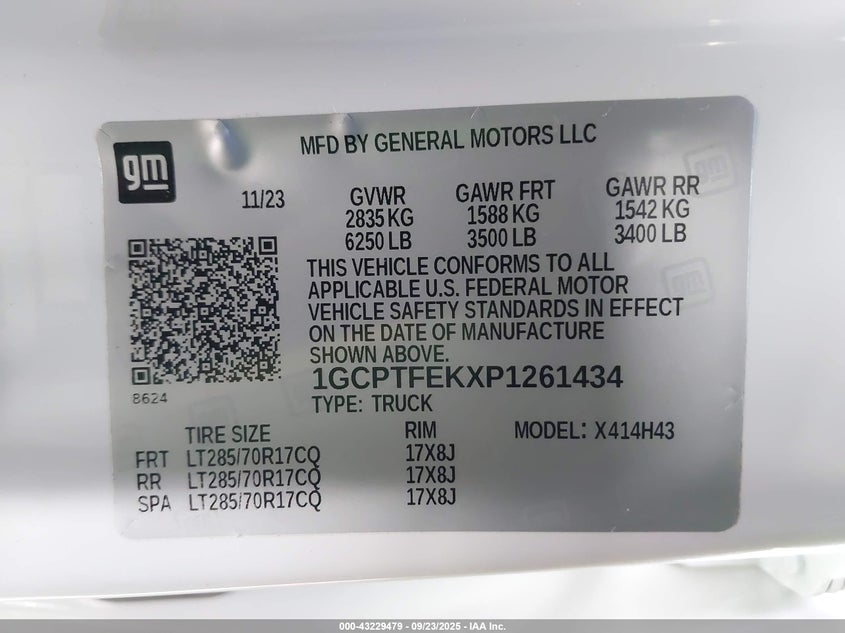 gm
MFD BY GENERAL MOTORS LLC
11/23
GVWR GAWR FRT GAWR RR
2835 KG 1588 KG 1542 KG
6250 LB 3500 LB 3400 LB
THIS VEHICLE CONFORMS TO ALL
APPLICABLE U.S. FEDERAL MOTOR
VEHICLE SAFETY STANDARDS IN EFFECT
ON THE DATE OF MANUFACTURE
SHOWN ABOVE.
1GCPTFEKXP1261434
8624
TYPE: TRUCK
TIRE SIZE RIM MODEL: X414H43
FRT LT285/70R17CQ 17X8J
RR LT285/70R17CQ 17X8J
SPA LT285/70R17CQ 17X8J
000-43229479 - 09/23/2025 - IAA Inc.